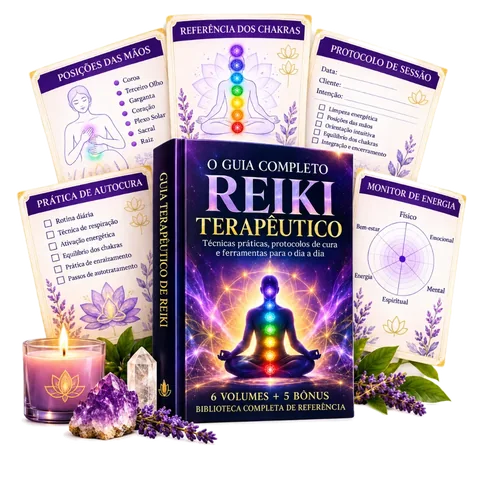 POSIÇÕES DAS MÃOS
Coroa
Terceiro Olho
Garganta
Coração
Plexo Solar
Sacral
Raiz
REFERÊNCIA DOS CHAKRAS
PROTOCOLO DE SESSÃO
Data:
Cliente:
Intenção:
Limpeza energética
Posições das mãos
Orientação intuitiva
Equilíbrio dos chakras
Integração e encerramento
PRÁTICA DE AUTOCURA
Rotina diária
Técnica de respiração
Ativação energética
Equilíbrio dos chakras
Prática de enraizamento
Passos de autotratamento
GUIA TERAPÊUTICO DE REIKI
O GUIA COMPLETO
REIKI
TERAPÊUTICO
Técnicas práticas, protocolos de cura
e ferramentas para o dia a dia
6 VOLUMES + 5 BÔNUS
BIBLIOTECA COMPLETA DE REFERÊNCIA
MONITOR DE ENERGIA
Físico
Bem-estar
Emocional
Energia
Mental
Espiritual